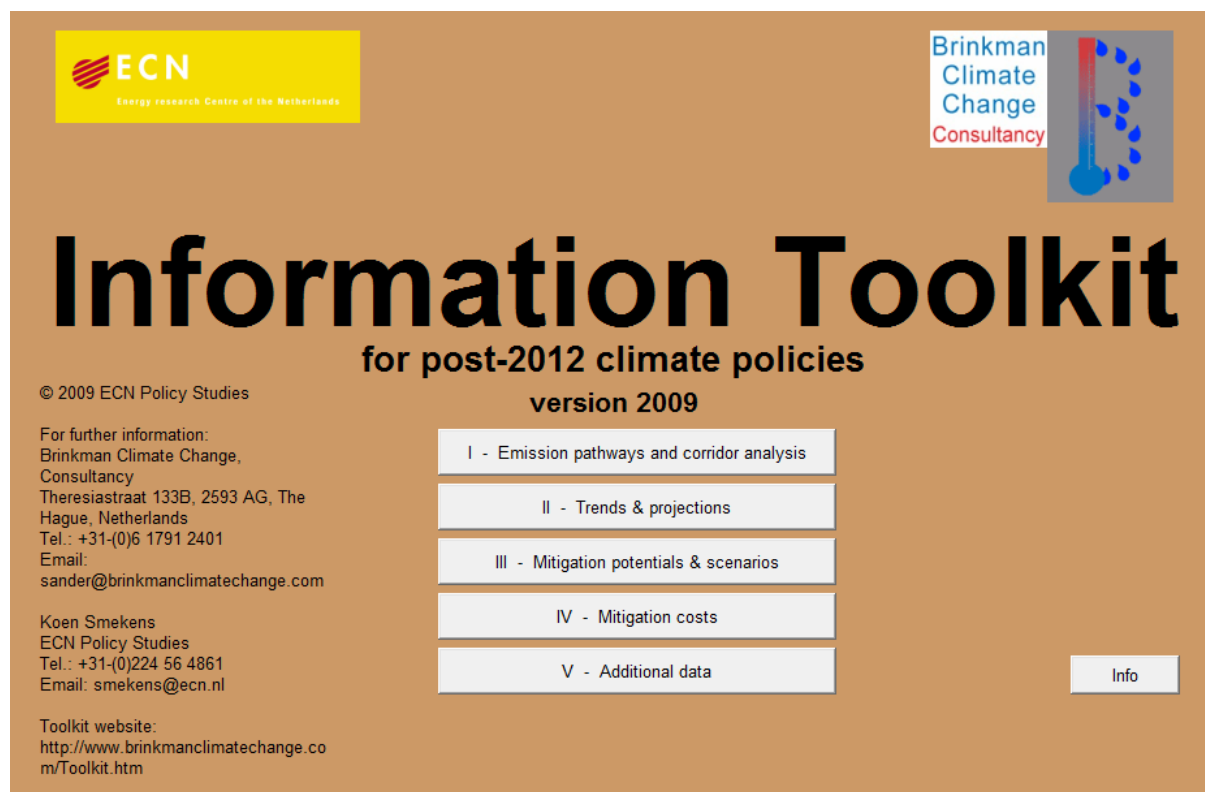 ECN
Energy research Centre of the Netherlands
Brinkman
Climate
Change
Consultancy
Information Toolkit
for post-2012 climate policies
version 2009
© 2009 ECN Policy Studies
For further information:
Brinkman Climate Change,
Consultancy
Theresiastraat 133B, 2593 AG, The
Hague, Netherlands
Tel.: +31-(0)6 1791 2401
Email:
sander@brinkmanclimatechange.com
Koen Smekens
ECN Policy Studies
Tel.: +31-(0)224 56 4861
Email: smekens@ecn.nl
Toolkit website:
http://www.brinkmanclimatechange.co
m/Toolkit.htm
I - Emission pathways and corridor analysis
II - Trends & projections
III - Mitigation potentials & scenarios
IV - Mitigation costs
V - Additional data
Info